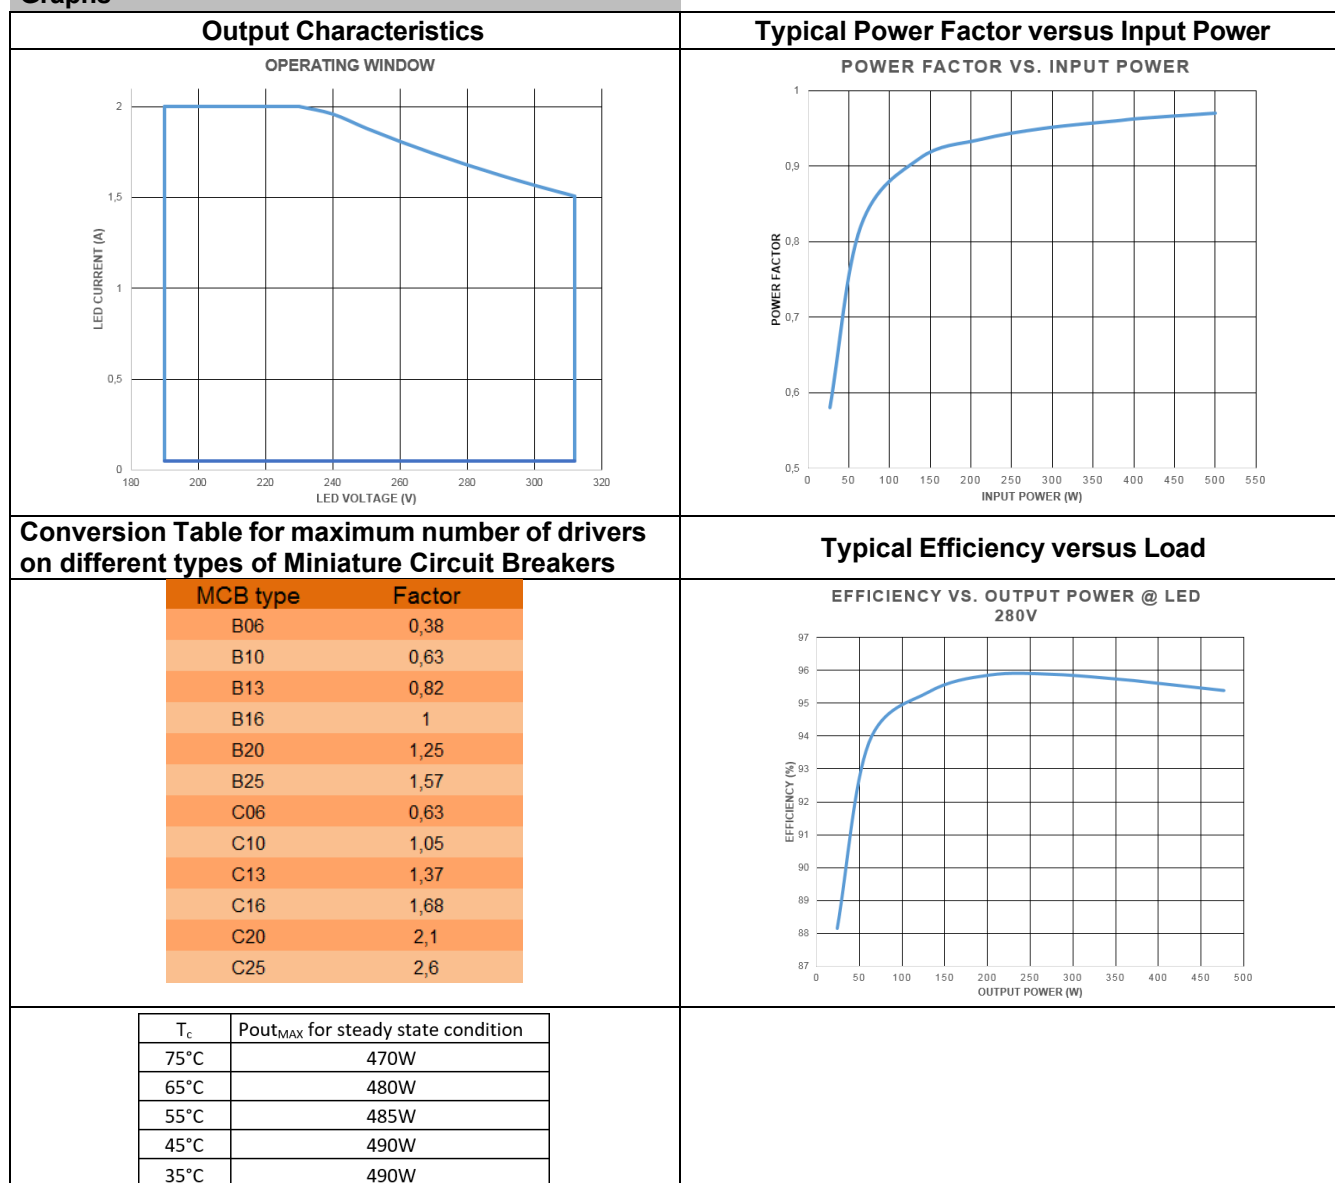 Graphs
Output Characteristics
OPERATING WINDOW
2
1,5
1
0,5
0
LED CURRENT (A)
180 200 220 240 260 280 300 320
LED VOLTAGE (V)
Typical Power Factor versus Input Power
POWER FACTOR VS. INPUT POWER
1
0,9
0,8
0,7
0,6
0,5
POWER FACTOR
0 50 100 150 200 250 300 350 400 450 500 550
INPUT POWER (W)
Conversion Table for maximum number of drivers
on different types of Miniature Circuit Breakers
MCB type Factor
B06 0,38
B10 0,63
B13 0,82
B16 1
B20 1,25
B25 1,57
C06 0,63
C10 1,05
C13 1,37
C16 1,68
C20 2,1
C25 2,6
Typical Efficiency versus Load
EFFICIENCY VS. OUTPUT POWER @ LED
280V
97
96
95
94
93
92
91
90
89
88
87
EFFICIENCY (%)
0 50 100 150 200 250 300 350 400 450 500
OUTPUT POWER (W)
Tc PoutMAX for steady state condition
75°C 470W
65°C 480W
55°C 485W
45°C 490W
35°C 490W